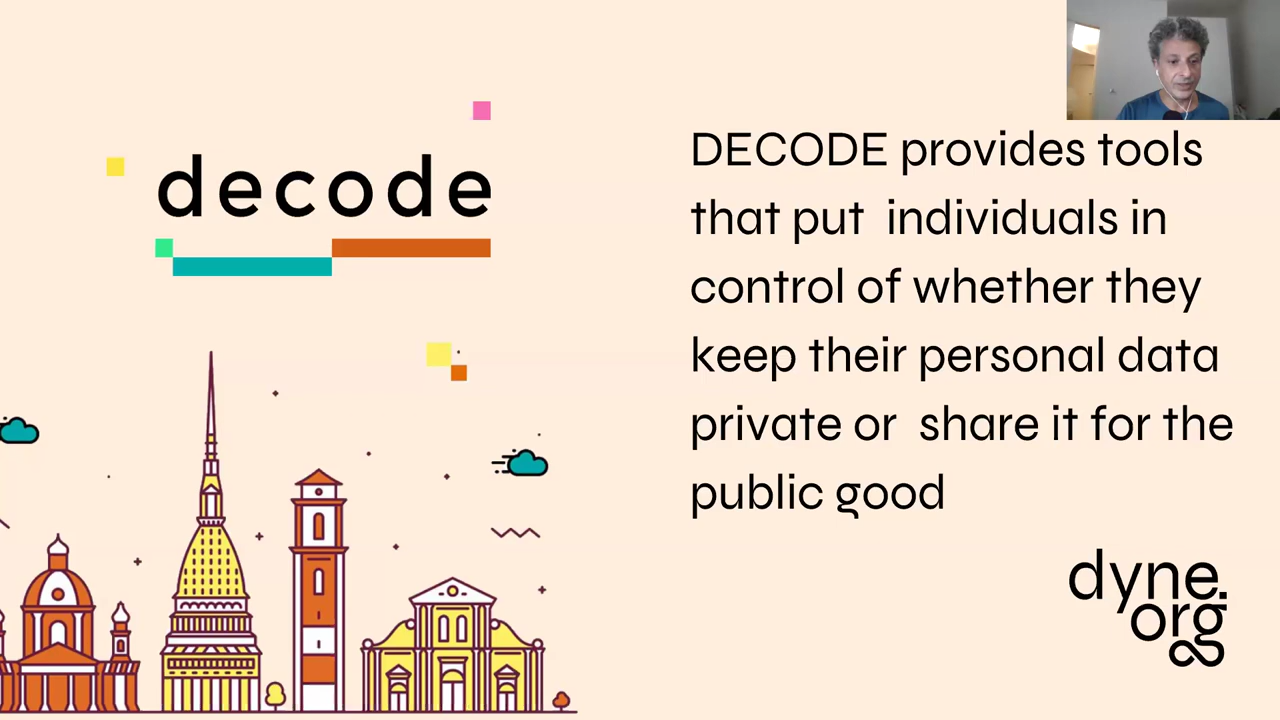 decode
DECODE provides tools
that put  individuals in
control of whether they
keep their personal data
private or  share it for the
public good
dyne.
org